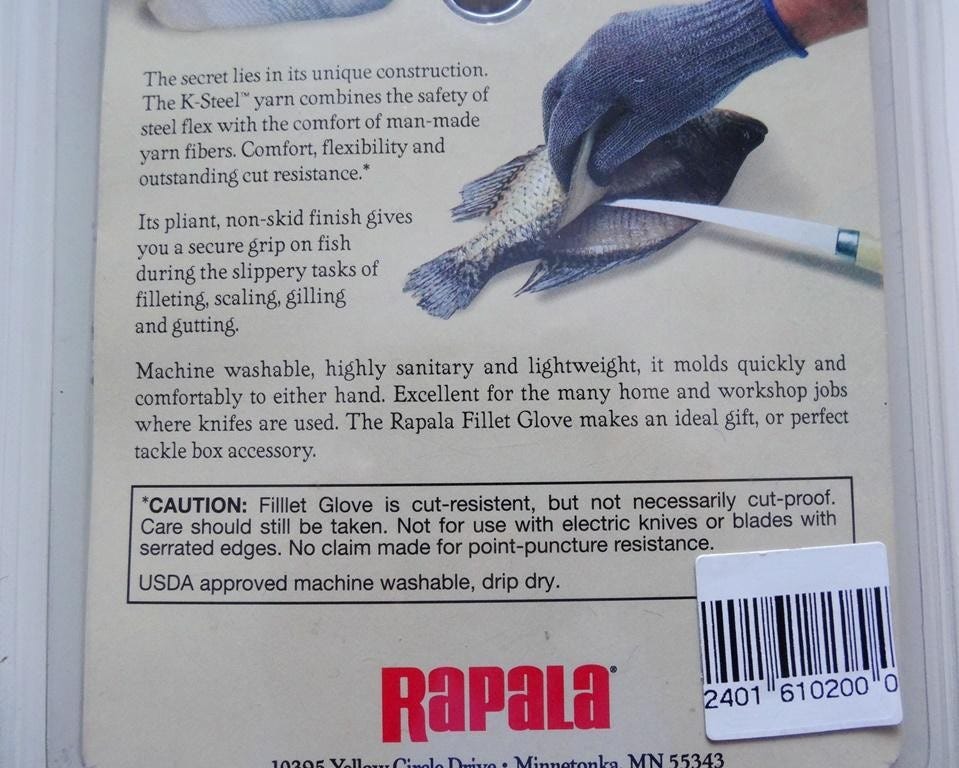 The secret lies in its unique construction.
The K-Steel™ yarn combines the safety of
steel flex with the comfort of man-made
yarn fibers. Comfort, flexibility and
outstanding cut resistance.*
Its pliant, non-skid finish gives
you a secure grip on fish
during the slippery tasks of
filleting, scaling, gilling
and gutting.
Machine washable, highly sanitary and lightweight, it molds quickly and
comfortably to either hand. Excellent for the many home and workshop jobs
where knifes are used. The Rapala Fillet Glove makes an ideal gift, or perfect
tackle box accessory.
*CAUTION: Filllet Glove is cut-resistent, but not necessarily cut-proof.
Care should still be taken. Not for use with electric knives or blades with
serrated edges. No claim made for point-puncture resistance.
USDA approved machine washable, drip dry.
2401 610200 0
Rapala®
10395 Yellow Circle Drive • Minnetonka, MN 55343